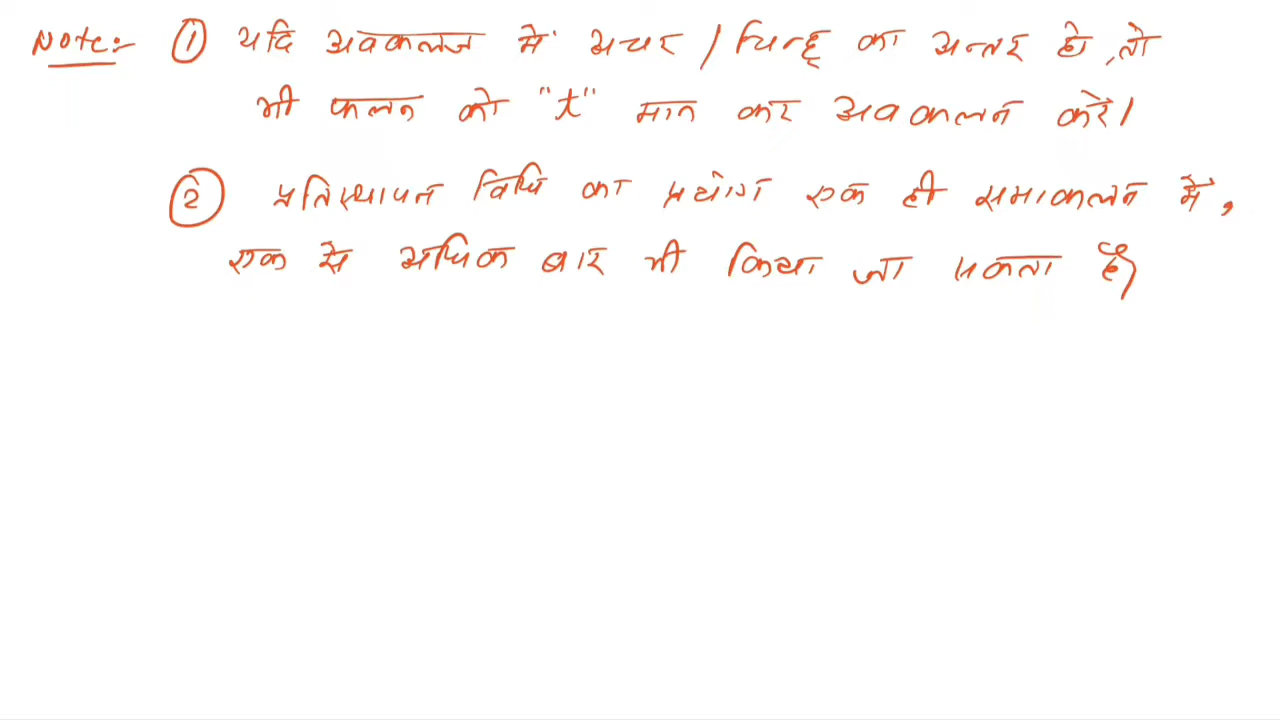 Note:- ① यदि अवकलज में अचर / चिन्ह का अन्तर हो, तो
भी फलन को "t" मान कर अवकलन करें।
② प्रतिस्थापन विधि का प्रयोग एक ही समाकलन में,
एक से अधिक बार भी किया जा सकता है।